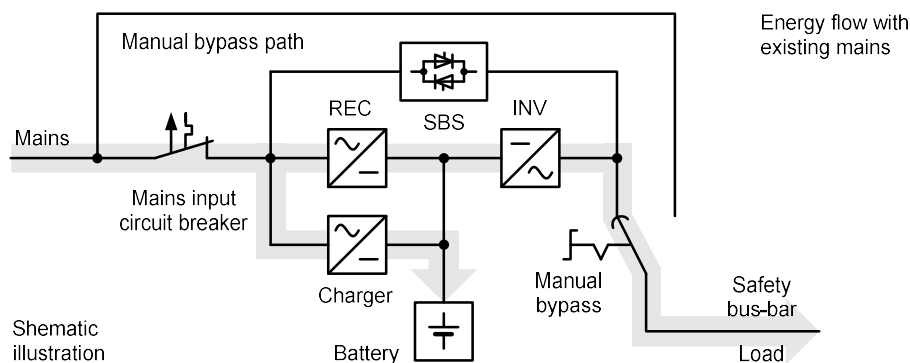 Manual bypass path
Energy flow with
existing mains
REC
SBS
INV
Mains
Mains input
circuit breaker
Charger
Manual
bypass
Safety
bus-bar
Shematic
illustration
Battery
Load